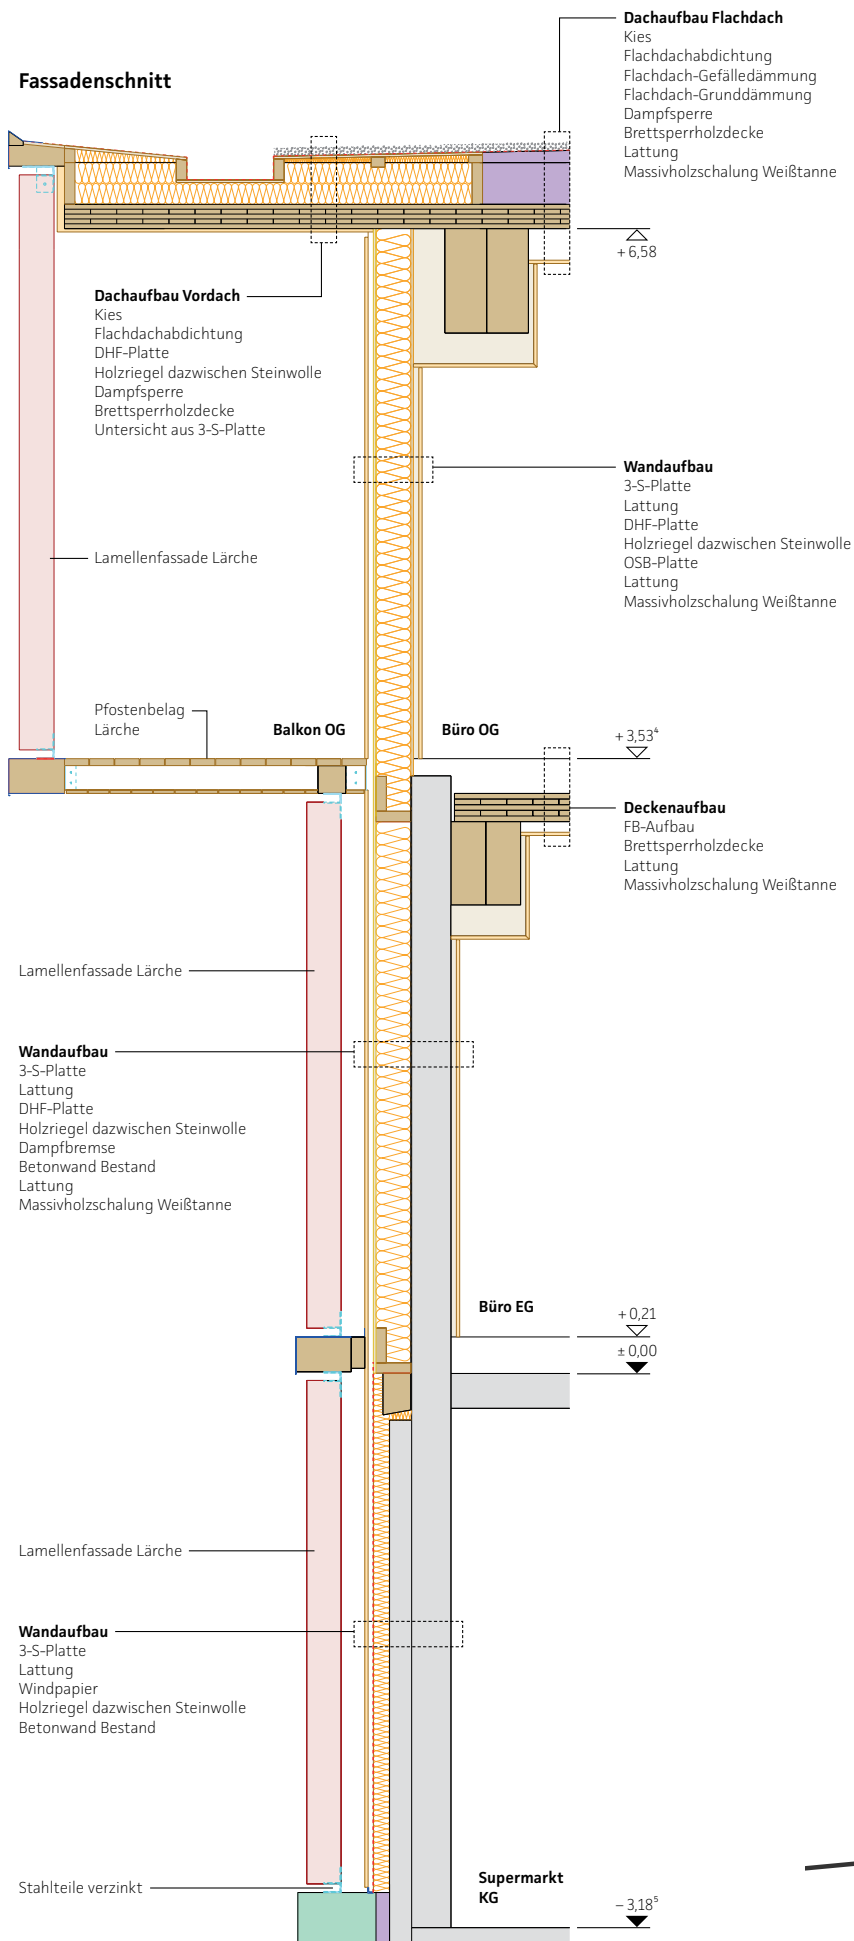 Fassadenschnitt
Dachaufbau Flachdach
Kies
Flachdachabdichtung
Flachdach-Gefälledämmung
Flachdach-Grunddämmung
Dampfsperre
Brettsperrholzdecke
Lattung
Massivholzschalung Weißtanne
+ 6,58
Dachaufbau Vordach
Kies
Flachdachabdichtung
DHF-Platte
Holzriegel dazwischen Steinwolle
Dampfsperre
Brettsperrholzdecke
Untersicht aus 3-S-Platte
Wandaufbau
3-S-Platte
Lattung
DHF-Platte
Holzriegel dazwischen Steinwolle
OSB-Platte
Lattung
Massivholzschalung Weißtanne
Lamellenfassade Lärche
Pfostenbelag
Lärche
Balkon OG
Büro OG
+ 3,53⁴
Deckenaufbau
FB-Aufbau
Brettsperrholzdecke
Lattung
Massivholzschalung Weißtanne
Lamellenfassade Lärche
Wandaufbau
3-S-Platte
Lattung
DHF-Platte
Holzriegel dazwischen Steinwolle
Dampfbremse
Betonwand Bestand
Lattung
Massivholzschalung Weißtanne
Büro EG
+ 0,21
± 0,00
Lamellenfassade Lärche
Wandaufbau
3-S-Platte
Lattung
Windpapier
Holzriegel dazwischen Steinwolle
Betonwand Bestand
Stahlteile verzinkt
Supermarkt
KG
– 3,18⁵